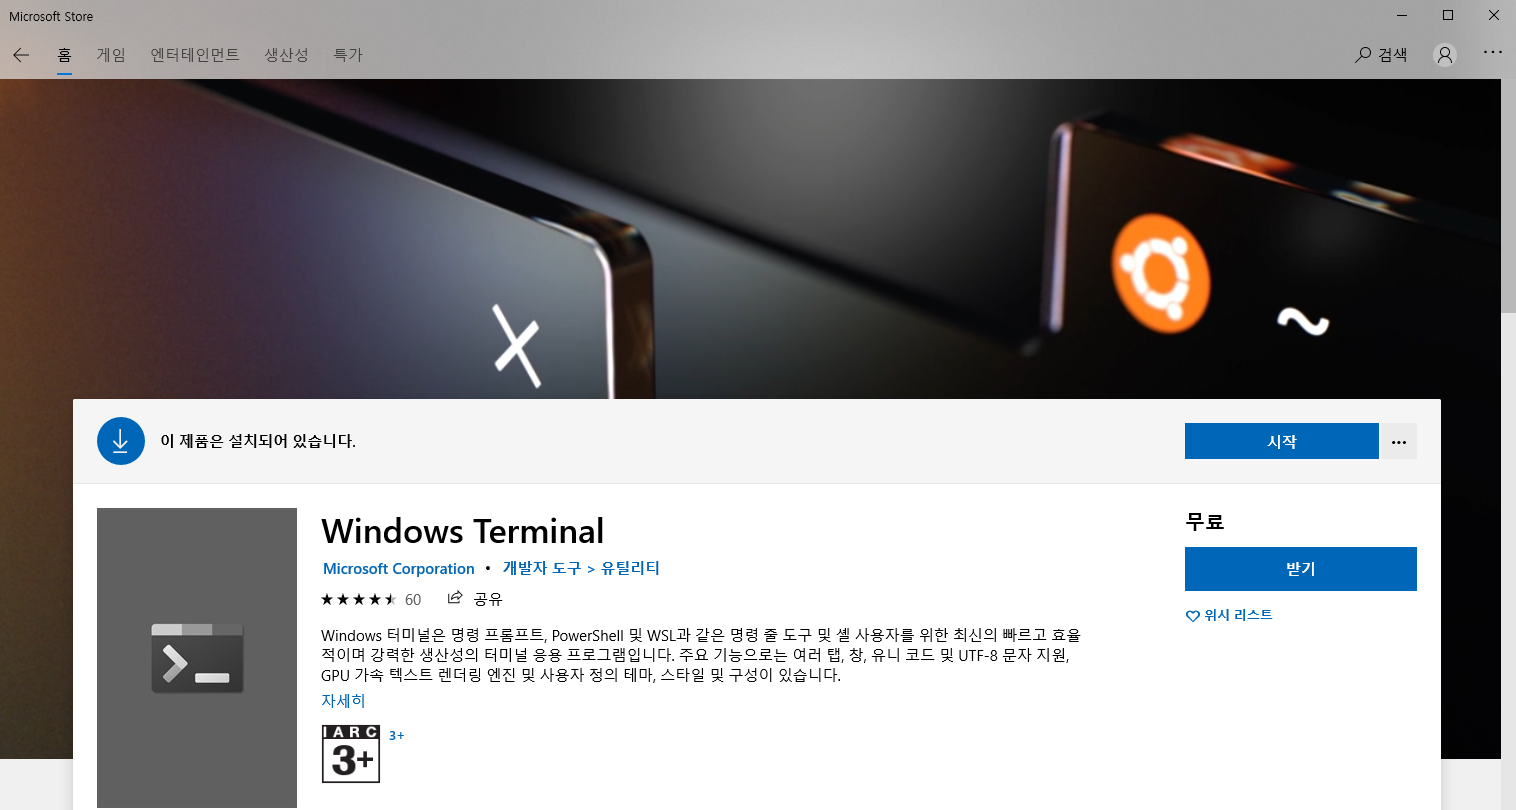 Microsoft Store
홈 게임 엔터테인먼트 생산성 특가 검색
X
~
이 제품은 설치되어 있습니다. 시작
Windows Terminal
무료
Microsoft Corporation • 개발자 도구 > 유틸리티
받기
60 공유
위시 리스트
Windows 터미널은 명령 프롬프트, PowerShell 및 WSL과 같은 명령 줄 도구 및 셸 사용자를 위한 최신의 빠르고 효율
적이며 강력한 생산성의 터미널 응용 프로그램입니다. 주요 기능으로는 여러 탭, 창, 유니 코드 및 UTF-8 문자 지원,
GPU 가속 텍스트 렌더링 엔진 및 사용자 정의 테마, 스타일 및 구성이 있습니다.
자세히
IARC
3+
3+